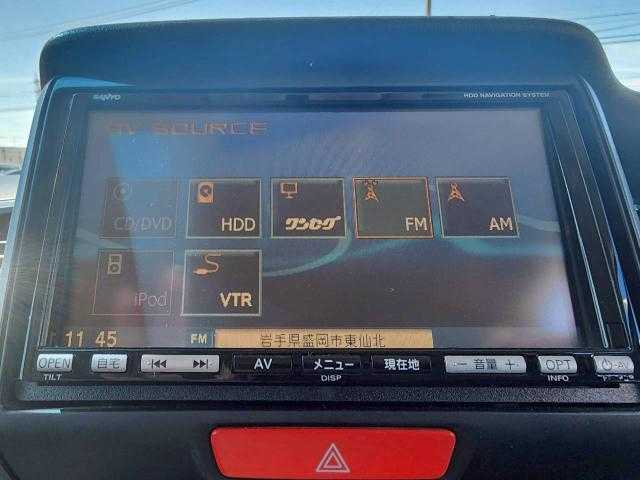 SANYO HDD NAVIGATION SYSTEM
AV SOURCE
CD/DVD HDD ワンセグ FM AM
iPod VTR
11 45 FM 岩手県盛岡市東仙北
OPEN 自宅 AV メニュー 現在地 - 音量 + OPT
TILT DISP INFO